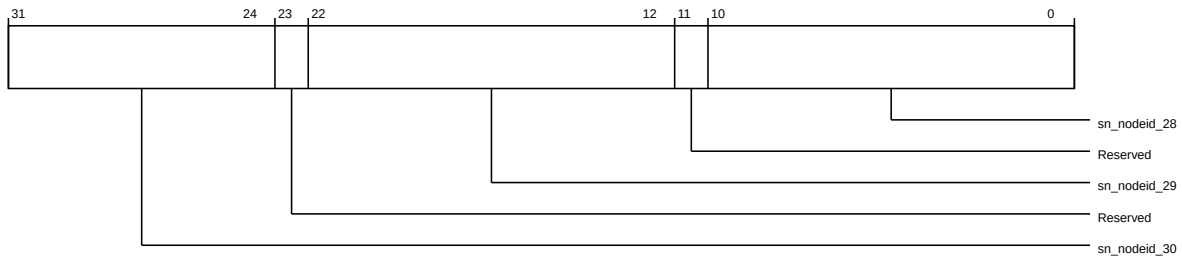 31 24 23 22 12 11 10 0
sn_nodeid_28
Reserved
sn_nodeid_29
Reserved
sn_nodeid_30